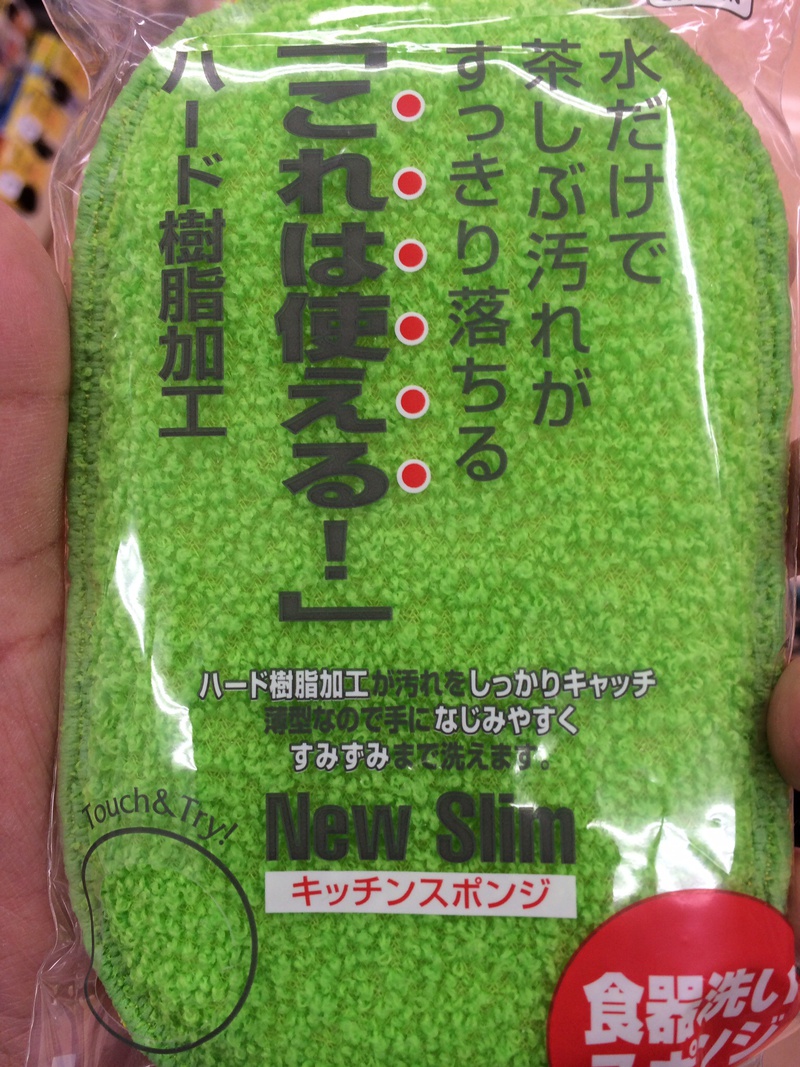 水だけで
茶しぶ汚れが
すっきり落ちる
「これは使える!」
ハード樹脂加工
ハード樹脂加工が汚れをしっかりキャッチ
薄型なので手になじみやすく
すみずみまで洗えます。
Touch&Try!
New Slim
キッチンスポンジ
食器洗い
スポンジ